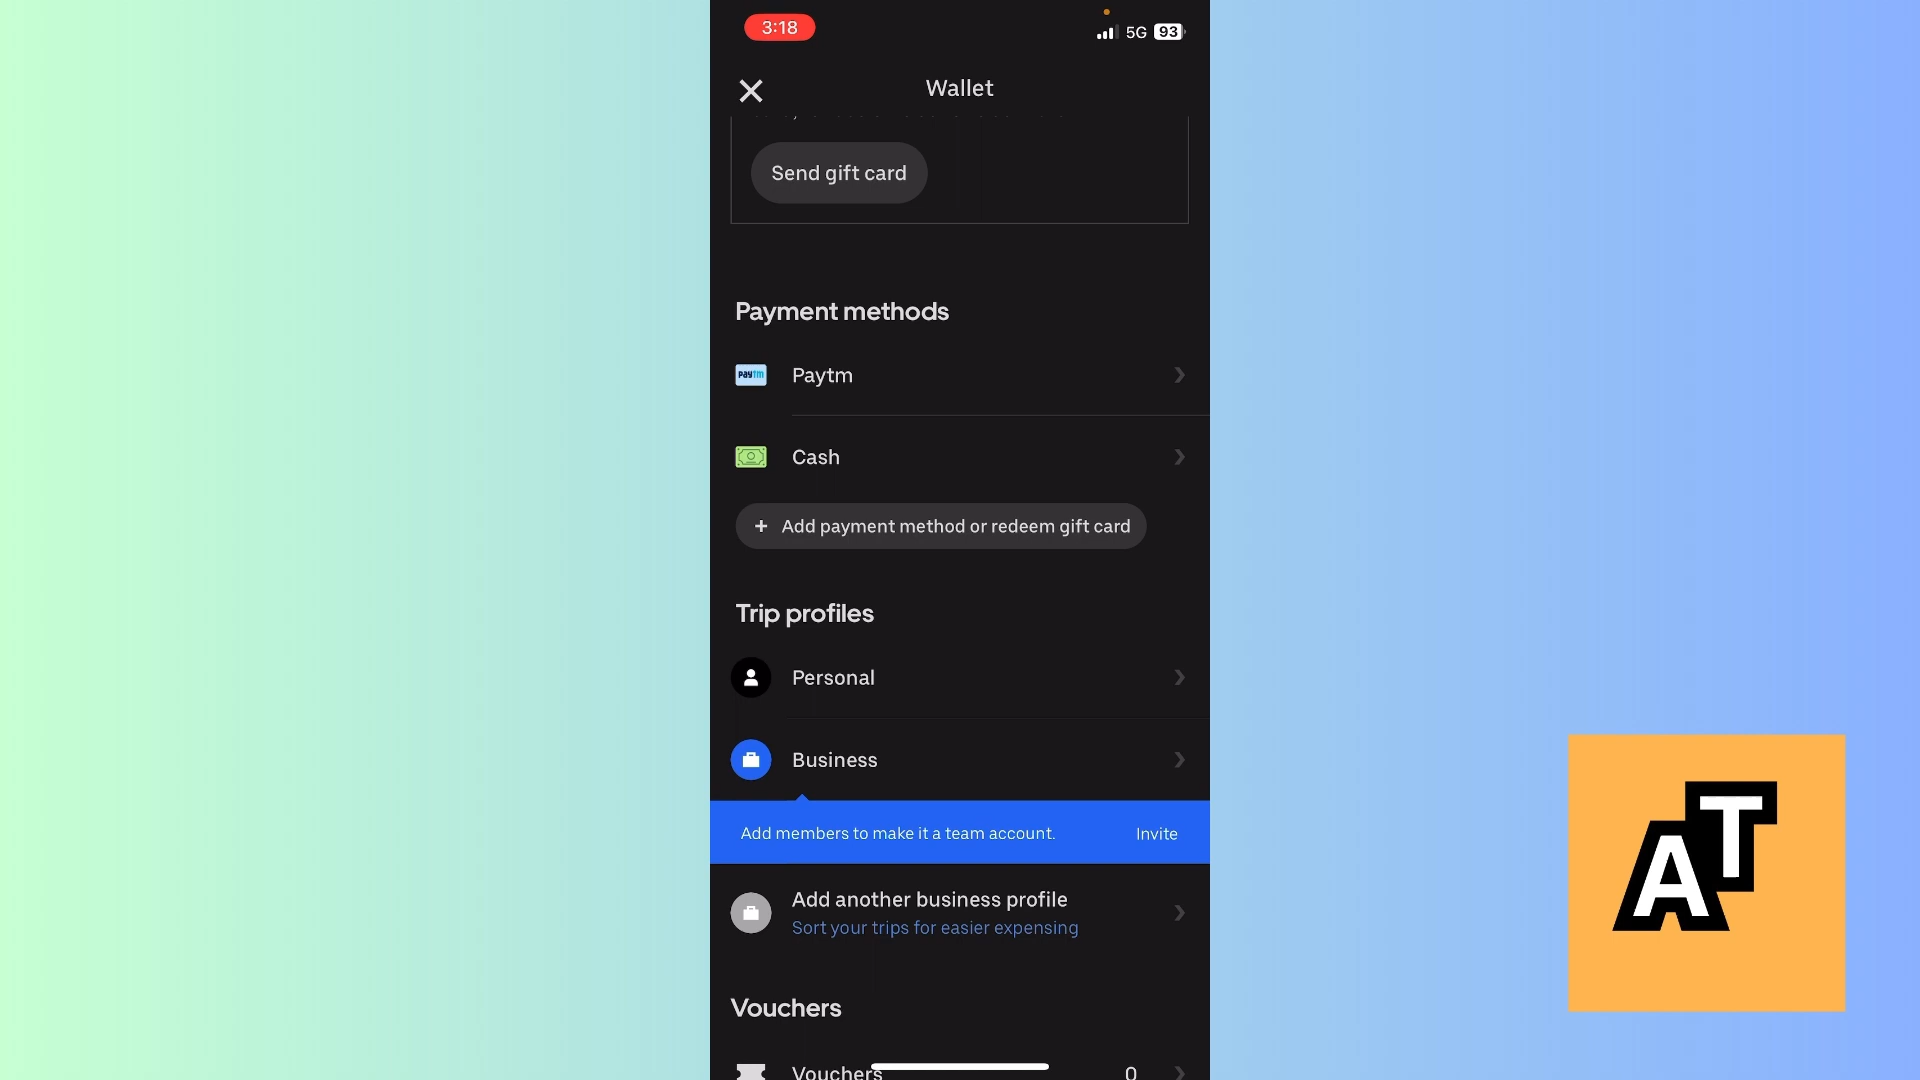 3:18
5G 93
Wallet
Send gift card
Payment methods
paytm Paytm
Cash
+ Add payment method or redeem gift card
Trip profiles
Personal
Business
Add members to make it a team account. Invite
Add another business profile
Sort your trips for easier expensing
Vouchers
Vouchers 0
AT